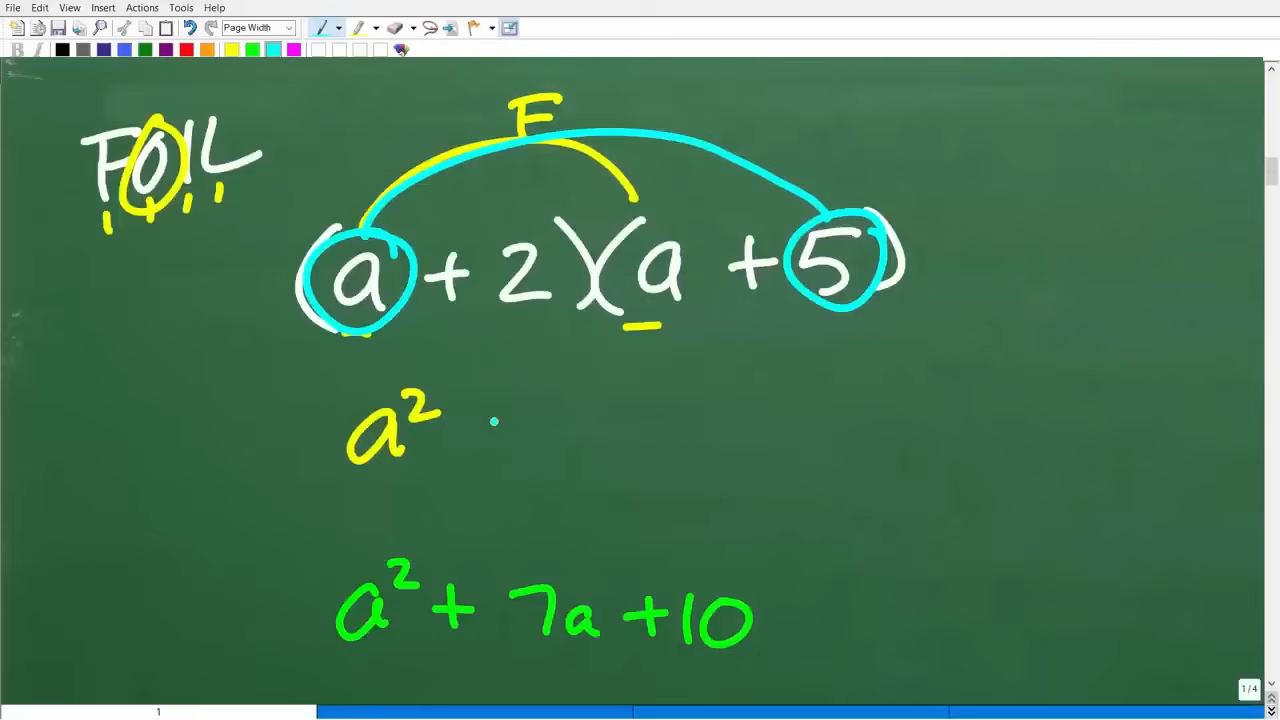 File Edit View Insert Actions Tools Help
Page Width
B I
F
FOIL
(a + 2)(a + 5)
a²
a² + 7a + 10
1/4
1